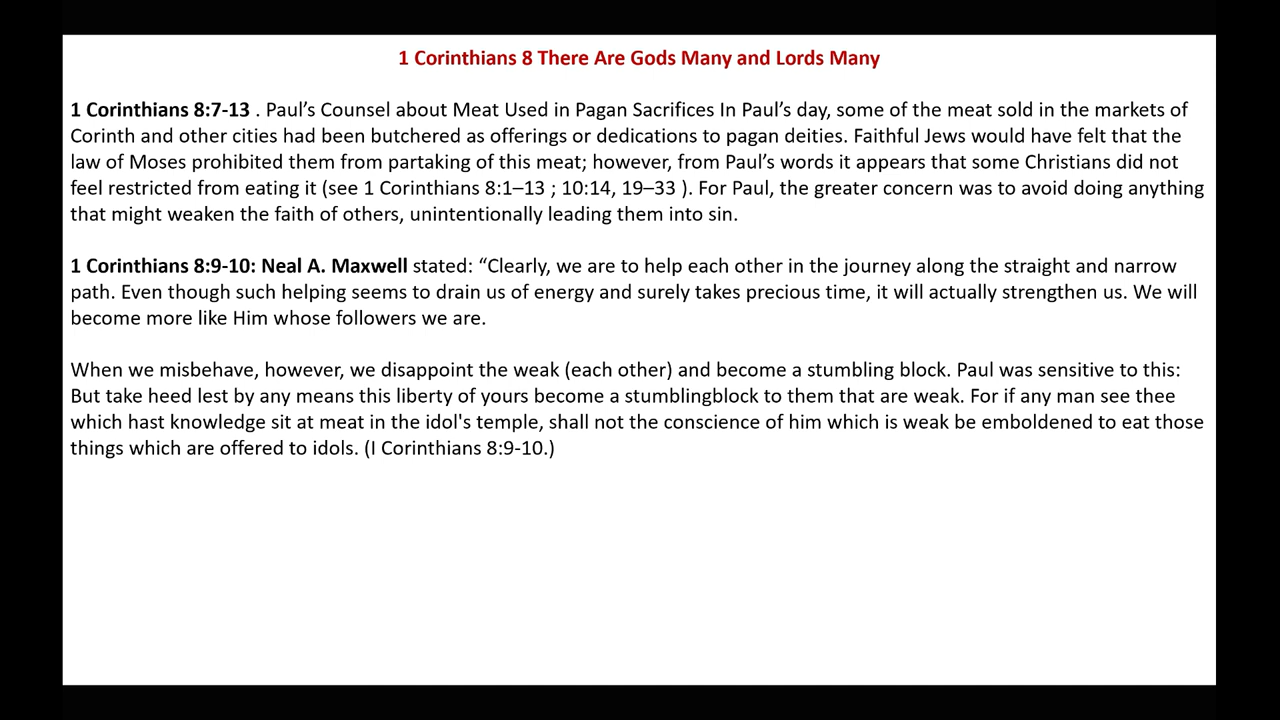 1 Corinthians 8 There Are Gods Many and Lords Many
1 Corinthians 8:7-13 . Paul’s Counsel about Meat Used in Pagan Sacrifices In Paul’s day, some of the meat sold in the markets of
Corinth and other cities had been butchered as offerings or dedications to pagan deities. Faithful Jews would have felt that the
law of Moses prohibited them from partaking of this meat; however, from Paul’s words it appears that some Christians did not
feel restricted from eating it (see 1 Corinthians 8:1–13 ; 10:14, 19–33 ). For Paul, the greater concern was to avoid doing anything
that might weaken the faith of others, unintentionally leading them into sin.
1 Corinthians 8:9-10: Neal A. Maxwell stated: “Clearly, we are to help each other in the journey along the straight and narrow
path. Even though such helping seems to drain us of energy and surely takes precious time, it will actually strengthen us. We will
become more like Him whose followers we are.
When we misbehave, however, we disappoint the weak (each other) and become a stumbling block. Paul was sensitive to this:
But take heed lest by any means this liberty of yours become a stumblingblock to them that are weak. For if any man see thee
which hast knowledge sit at meat in the idol's temple, shall not the conscience of him which is weak be emboldened to eat those
things which are offered to idols. (I Corinthians 8:9-10.)